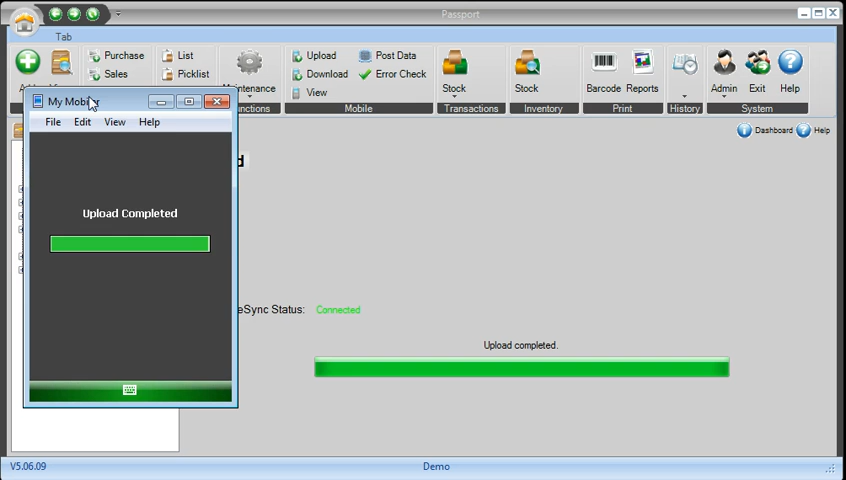 Passport
Tab
Purchase
List
Upload
Post Data
Sales
Picklist
Download
Error Check
View
Stock
Stock
Barcode
Reports
Admin
Exit
Help
Mobile
Transactions
Inventory
Print
History
System
Dashboard
Help
File
Edit
View
Help
Upload Completed
eSync Status:
Connected
Upload completed.
V5.06.09
Demo